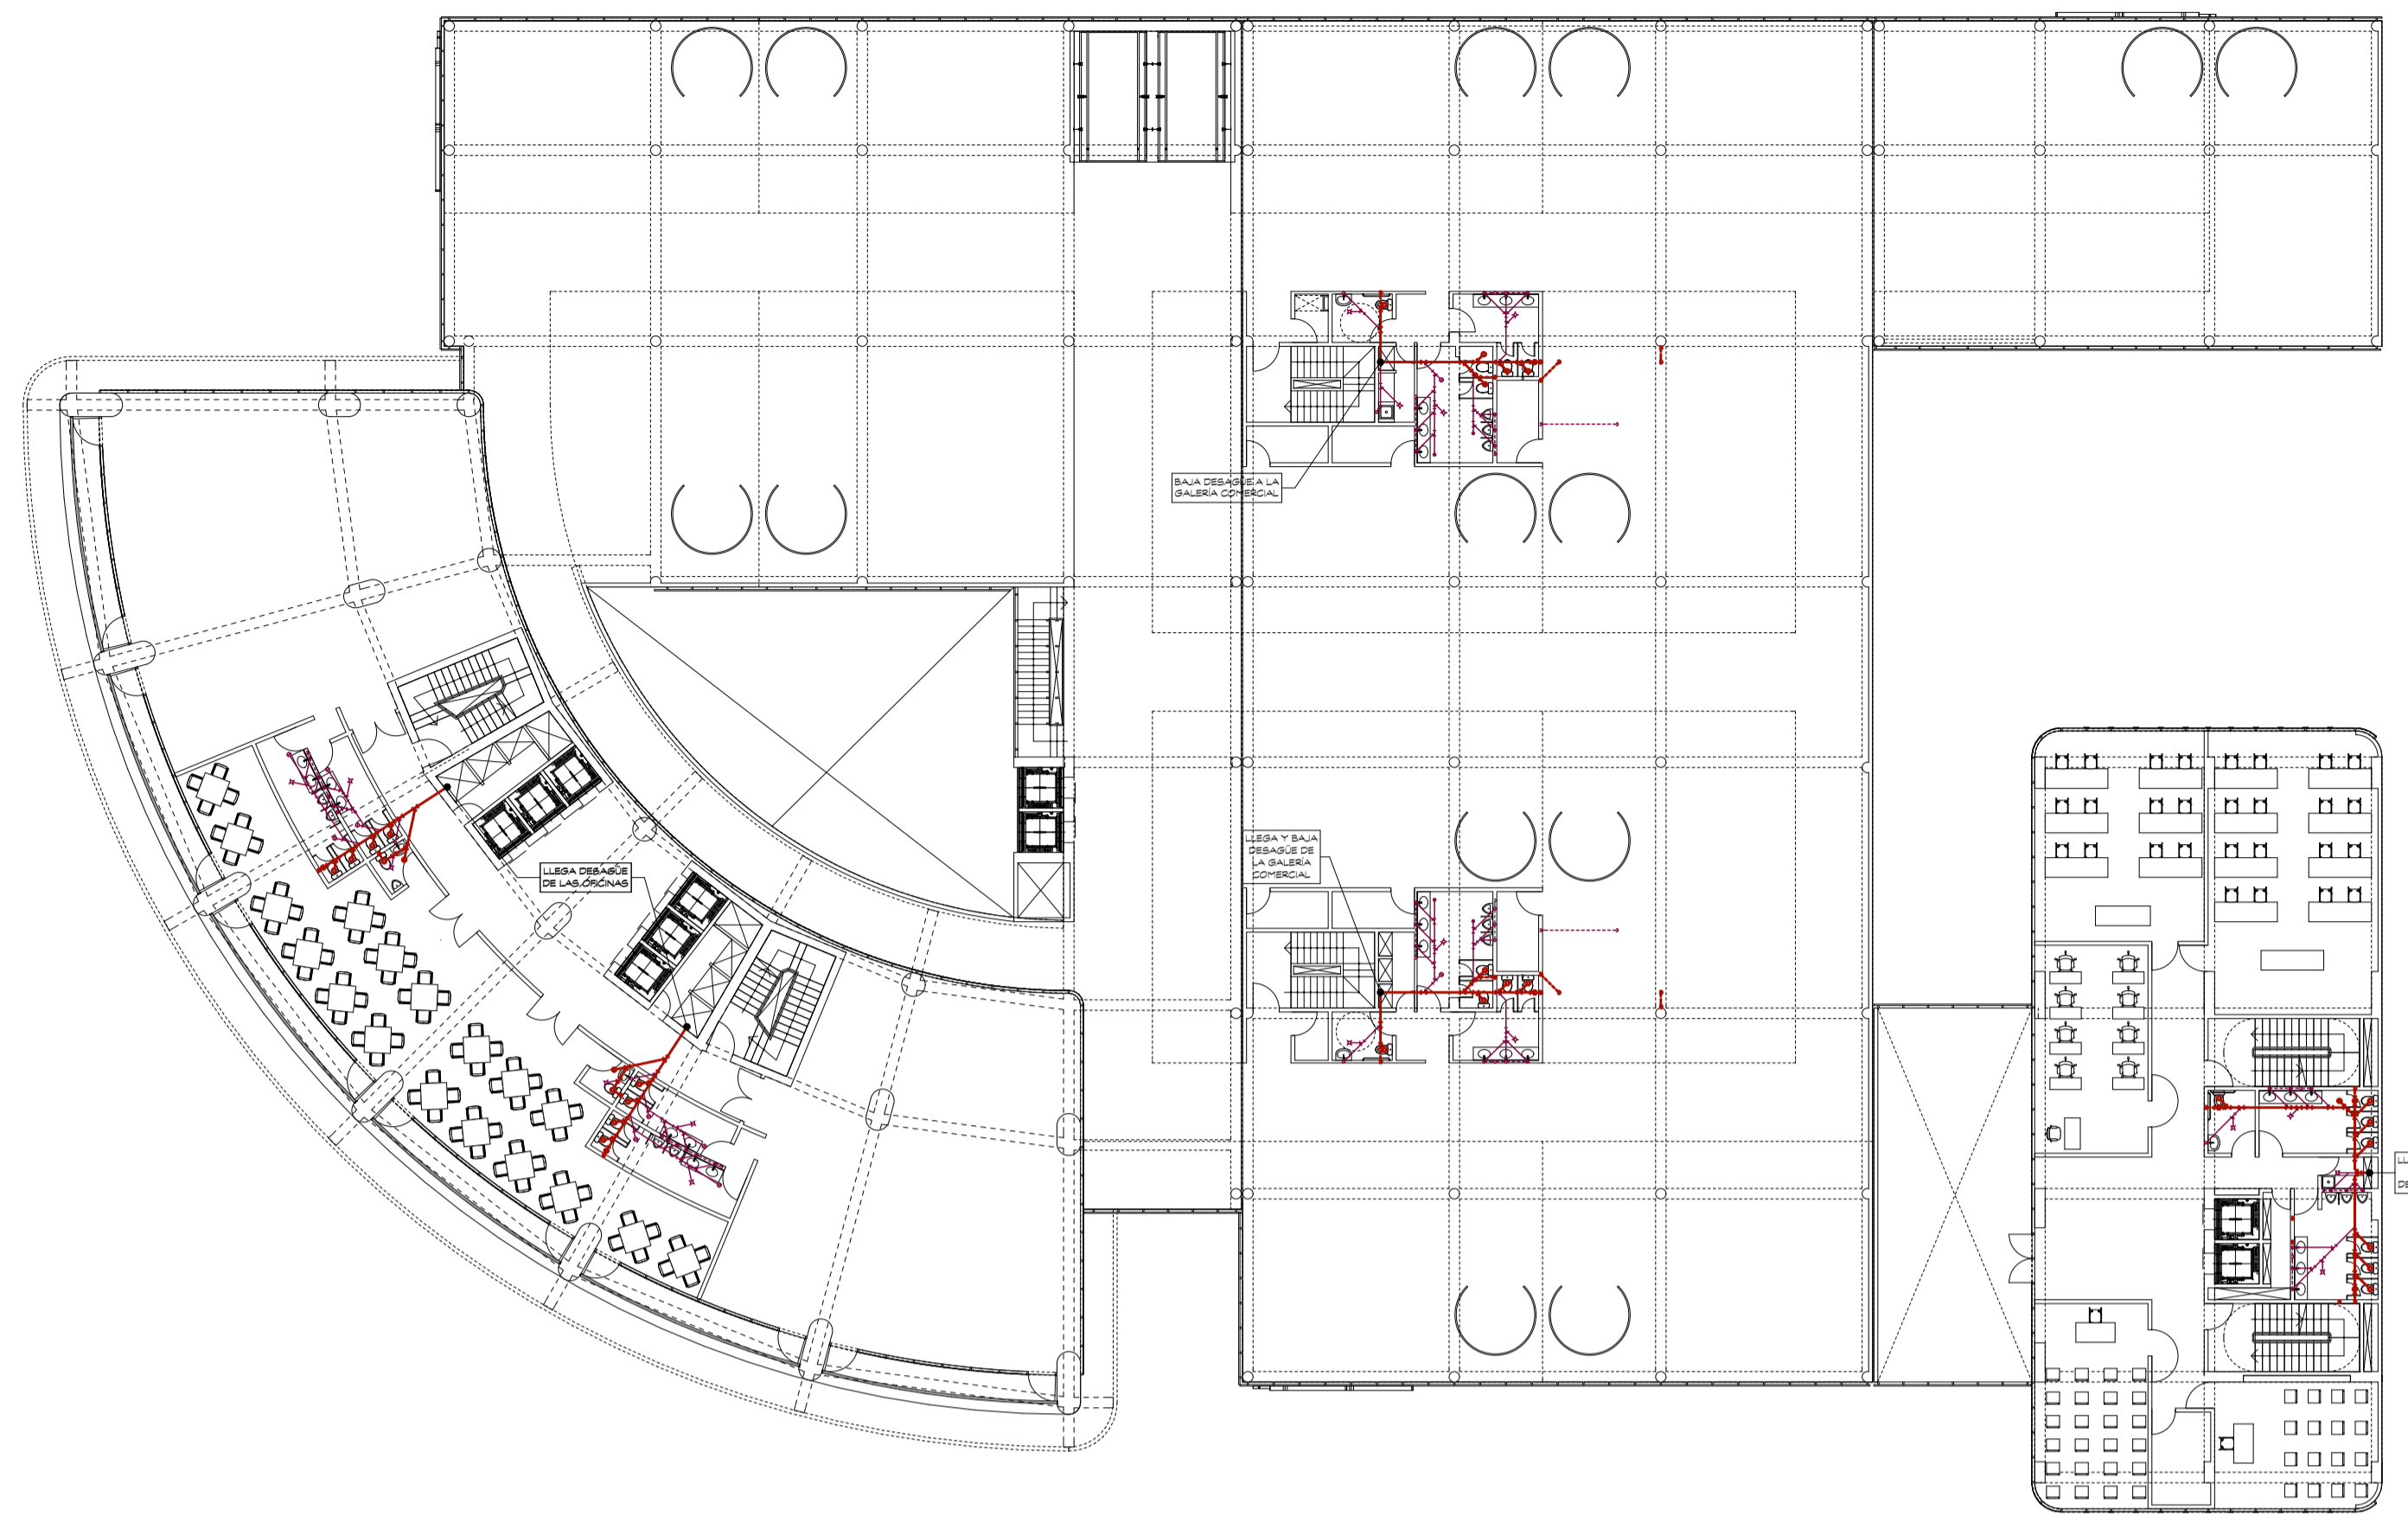 BAJA DESAGÜE A LA
GALERÍA COMERCIAL
LLEGA Y BAJA
DESAGÜE DE
LA GALERÍA
COMERCIAL
LLEGA DESAGÜE
DE LAS OFICINAS